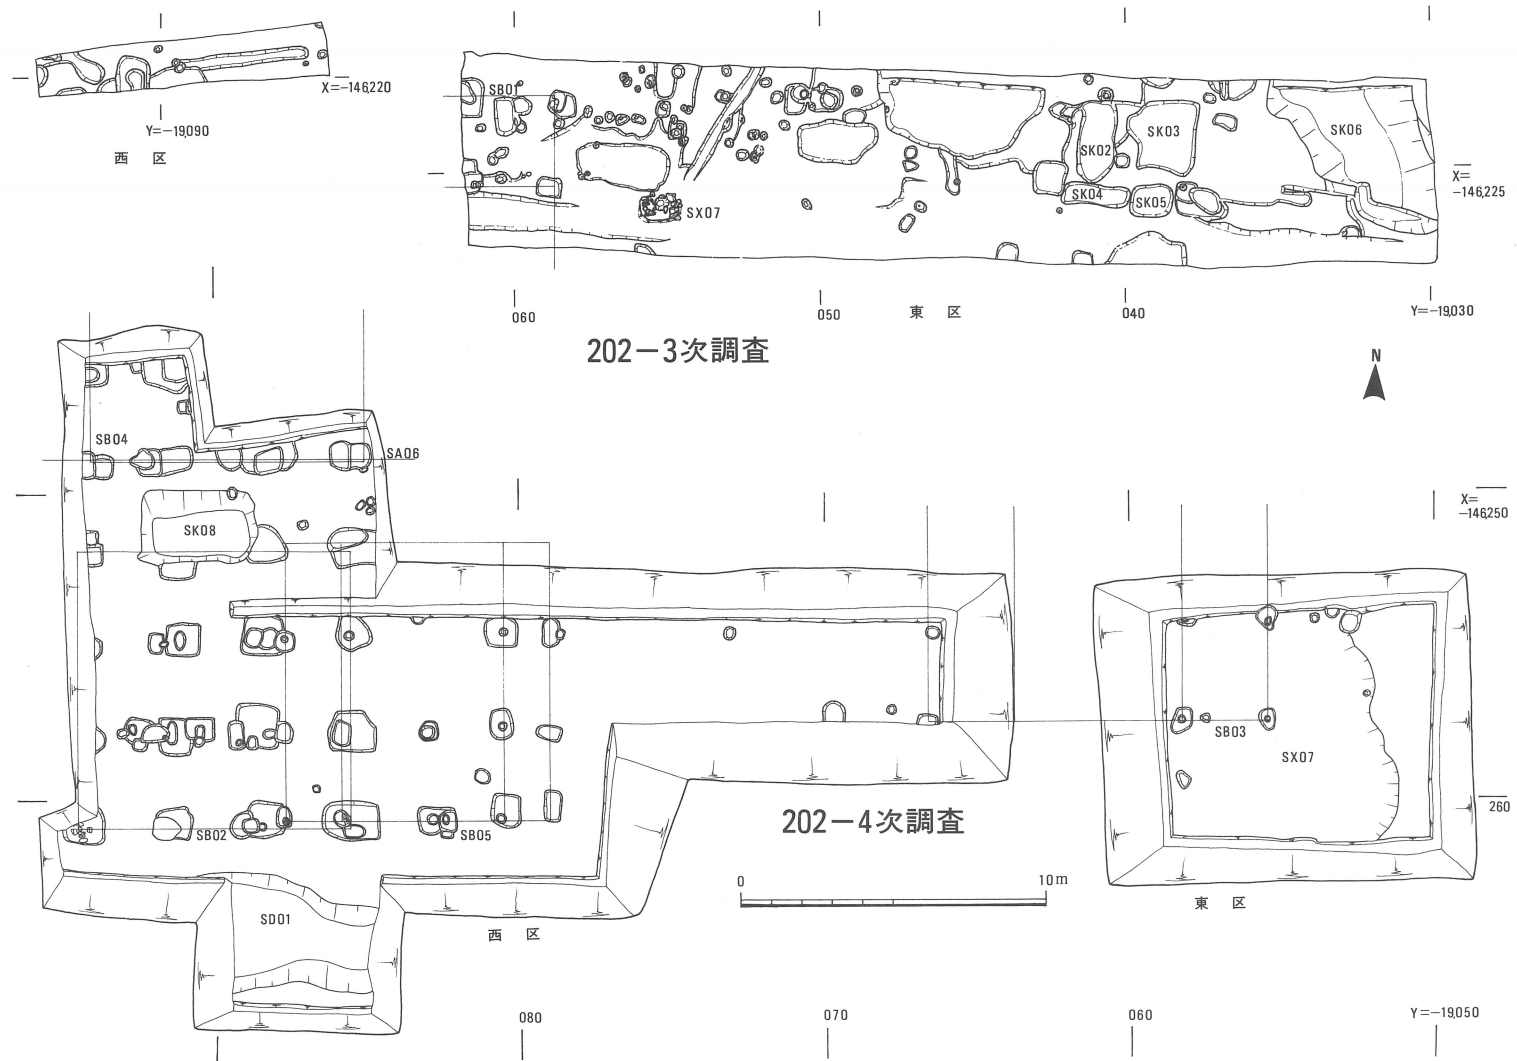 X=-146,220
Y=-19,090
西 区
SB01
SX07
SK02
SK03
SK04
SK05
SK06
X=
-146,225
060
050
東 区
040
Y=-19,030
202-3次調査
N
SB04
SA06
SK08
X=
-146,250
SB03
SX07
260
SB02
SB05
202-4次調査
0
10m
SD01
西 区
東 区
080
070
060
Y=-19,050